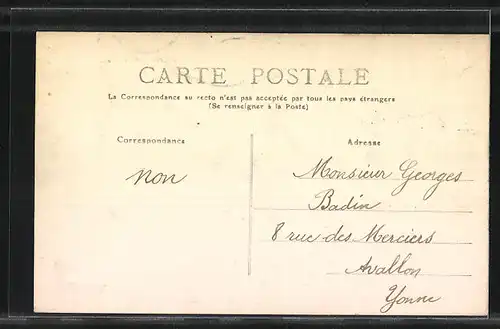 CARTE POSTALE
La Correspondance au recto n'est pas acceptée par tous les pays étrangers
(Se renseigner à la Poste)
Correspondance
non
Adresse
Monsieur Georges
Badin
8 rue des Merciers
Avallon
Yonne